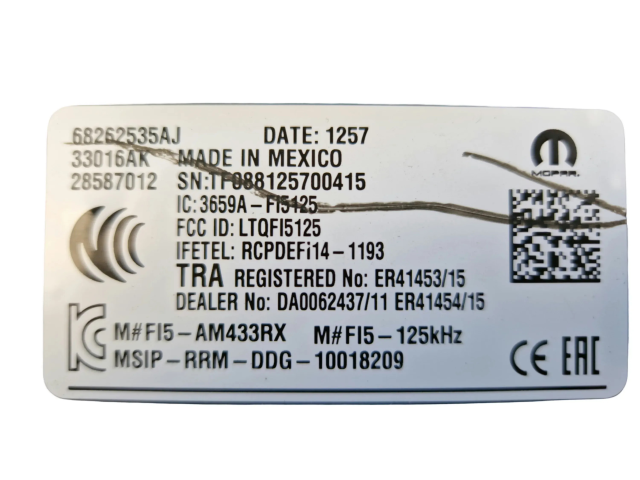 68262535AJ DATE: 1257
33016AK MADE IN MEXICO
28587012 SN:TF088125700415
IC:3659A-FI5125
FCC ID: LTQFI5125
IFETEL: RCPDEFi14-1193
TRA REGISTERED No: ER41453/15
DEALER No: DA0062437/11 ER41454/15
M#FI5-AM433RX M#FI5-125kHz
MSIP-RRM-DDG-10018209
MOPAR
CE EAC